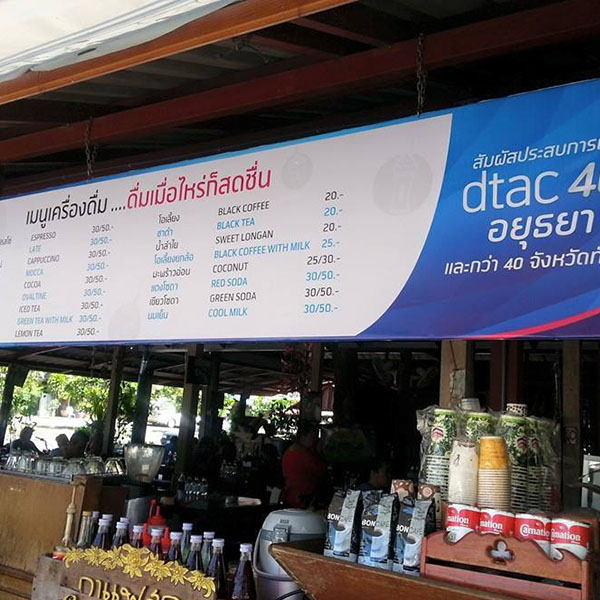 เมนูเครื่องดื่ม ....ดื่มเมื่อไหร่ก็สดชื่น
ESPRESSO 30/50.-
LATE 30/50.-
CAPPUCCINO 30/50.-
MOCCA 30/50.-
COCOA 30/50.-
OVALTINE 30/50.-
ICED TEA 30/50.-
GREEN TEA WITH MILK 30/50.-
LEMON TEA 30/50.-
โอเลี้ยง BLACK COFFEE 20.-
ชาดำ BLACK TEA 20.-
น้ำลำไย SWEET LONGAN 20.-
โอเลี้ยงยกล้อ BLACK COFFEE WITH MILK 25.-
มะพร้าวอ่อน COCONUT 25/30.-
แดงโซดา RED SODA 30/50.-
เขียวโซดา GREEN SODA 30/50.-
นมเย็น COOL MILK 30/50.-
สัมผัสประสบการ
dtac 4
อยุธยา
และกว่า 40 จังหวัด
BON
BON
BON
Carnation
Carnation
Carnation